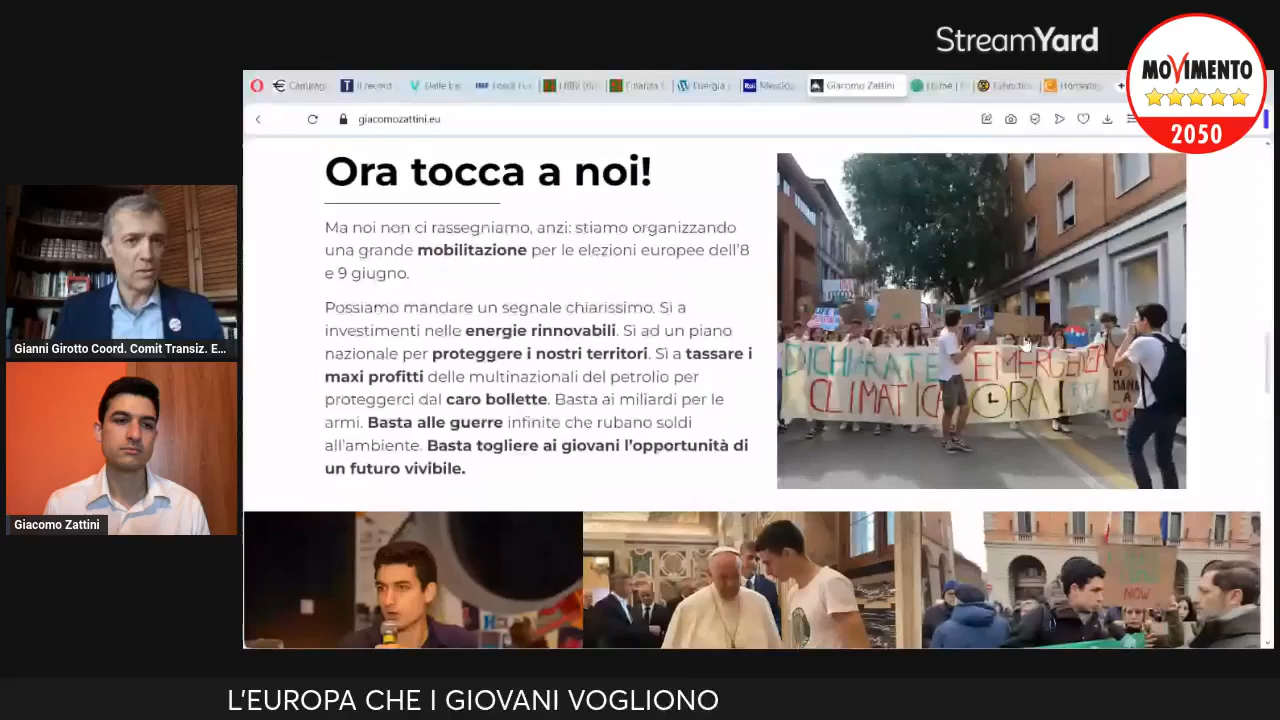 StreamYard
MOVIMENTO
2050
Il record
Giacomo Zattini
giacomozattini.eu
Ora tocca a noi!
Ma noi non ci rassegniamo, anzi: stiamo organizzando
una grande mobilitazione per le elezioni europee dell'8
e 9 giugno.
Possiamo mandare un segnale chiarissimo. Sì a
investimenti nelle energie rinnovabili. Sì ad un piano
nazionale per proteggere i nostri territori. Sì a tassare i
maxi profitti delle multinazionali del petrolio per
proteggerci dal caro bollette. Basta ai miliardi per le
armi. Basta alle guerre infinite che rubano soldi
all'ambiente. Basta togliere ai giovani l'opportunità di
un futuro vivibile.
DICHIARATE L'EMERGENZA
CLIMATICA ORA!
NOW
Gianni Girotto Coord. Comit Transiz. E...
Giacomo Zattini
L'EUROPA CHE I GIOVANI VOGLIONO